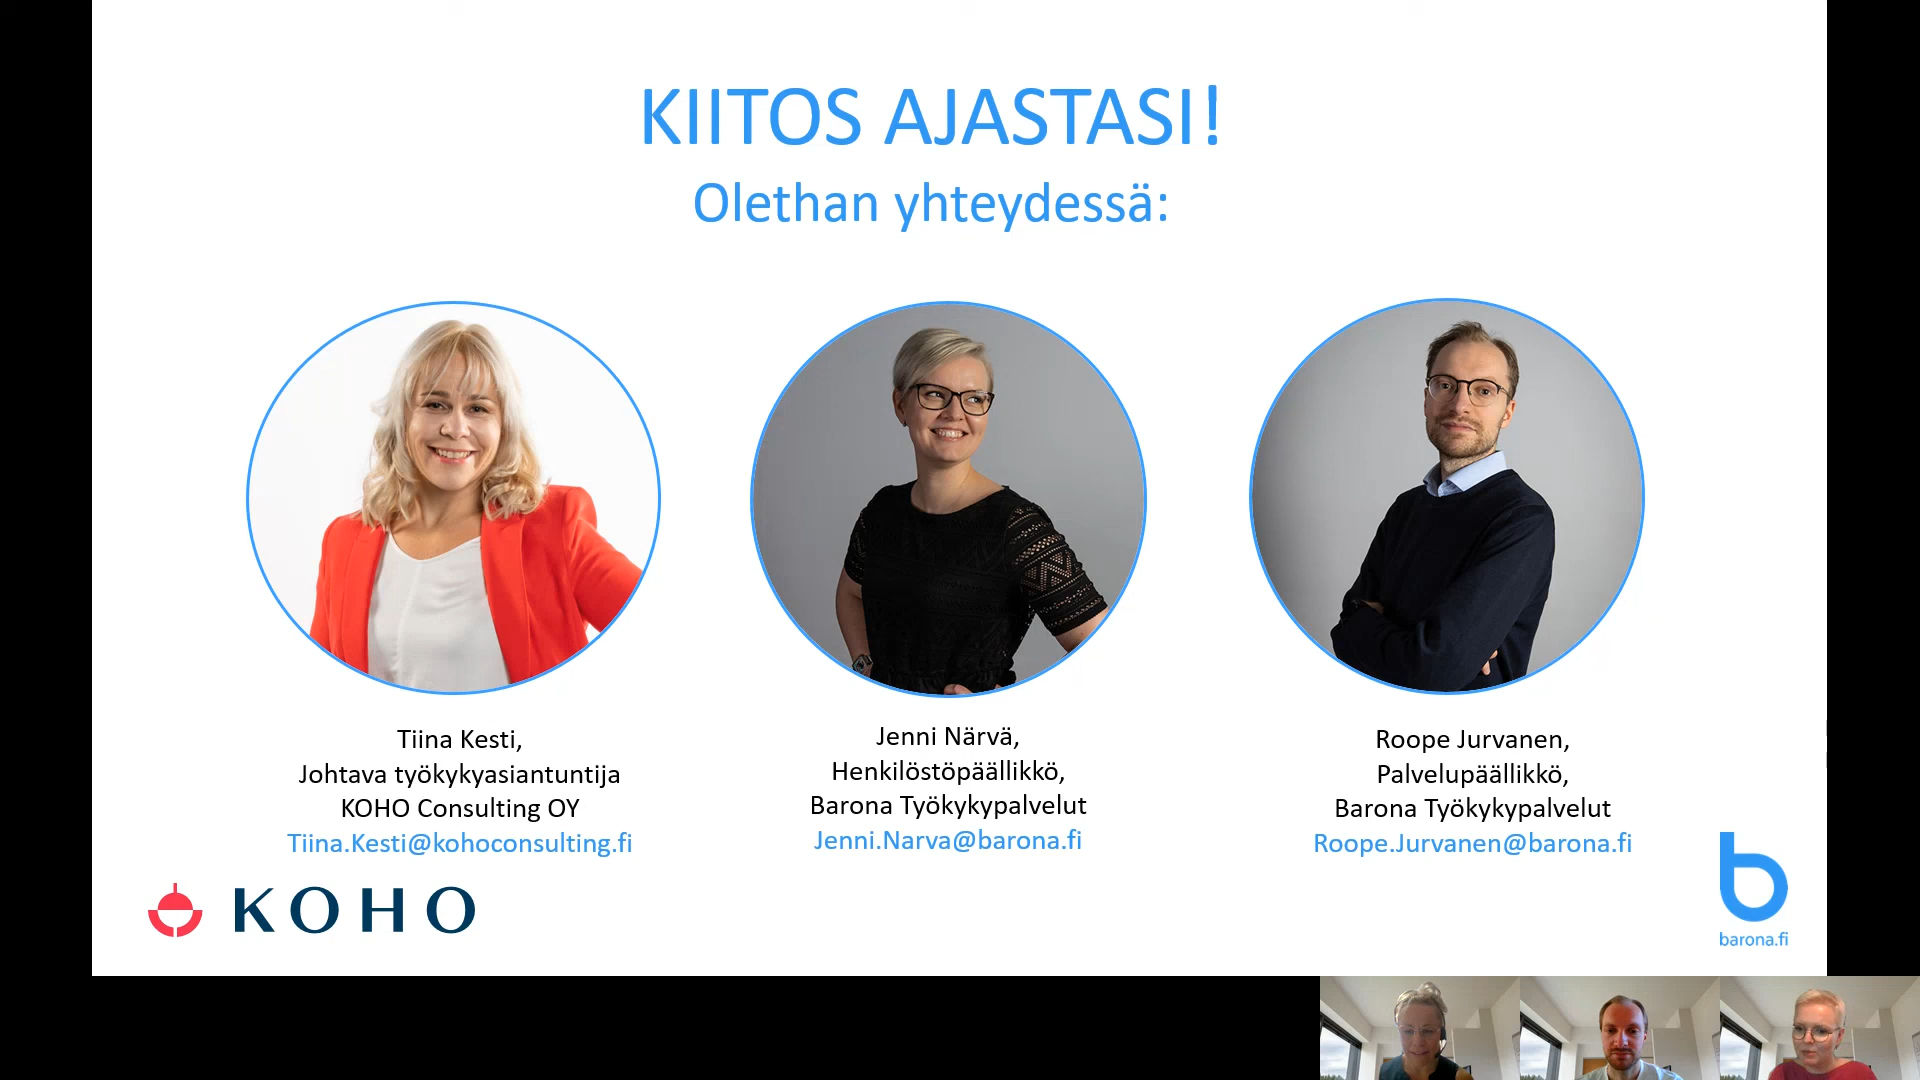 KIITOS AJASTASI!
Olethan yhteydessä:
Tiina Kesti,
Johtava työkykyasiantuntija
KOHO Consulting OY
Tiina.Kesti@kohoconsulting.fi
Jenni Närvä,
Henkilöstöpäällikkö,
Barona Työkykypalvelut
Jenni.Narva@barona.fi
Roope Jurvanen,
Palvelupäällikkö,
Barona Työkykypalvelut
Roope.Jurvanen@barona.fi
KOHO
b
barona.fi